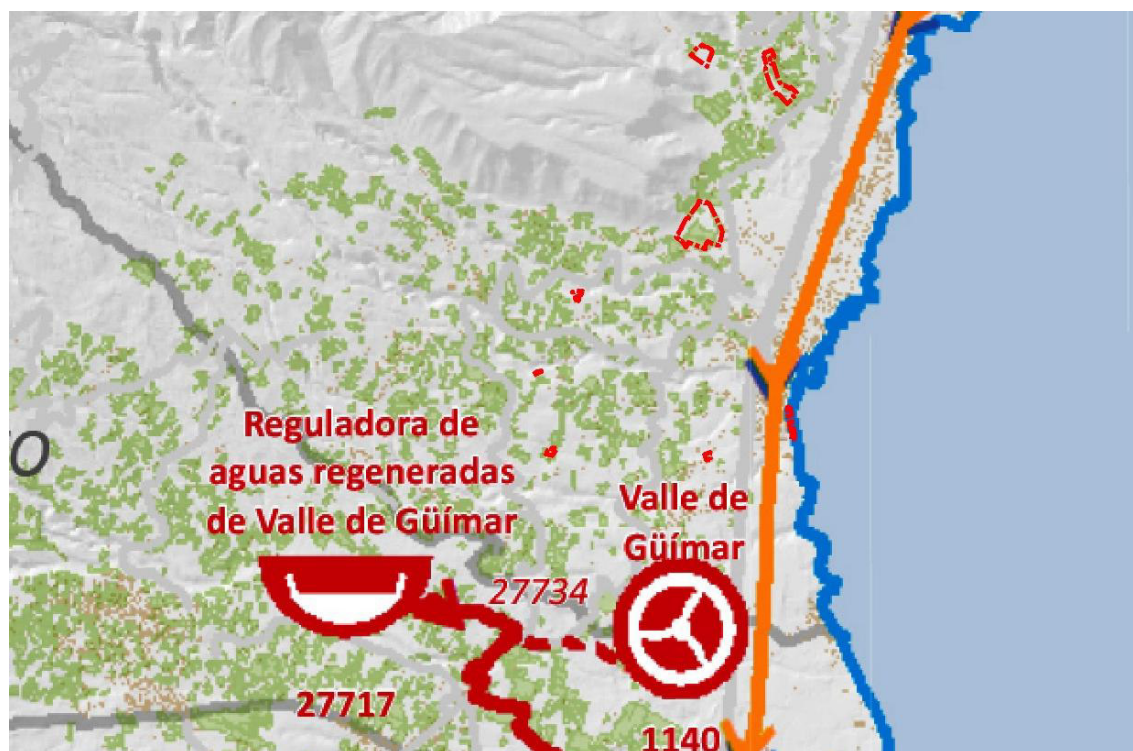 O
Reguladora de
aguas regeneradas
de Valle de Güímar
Valle de
Güímar
27734
27717
1140